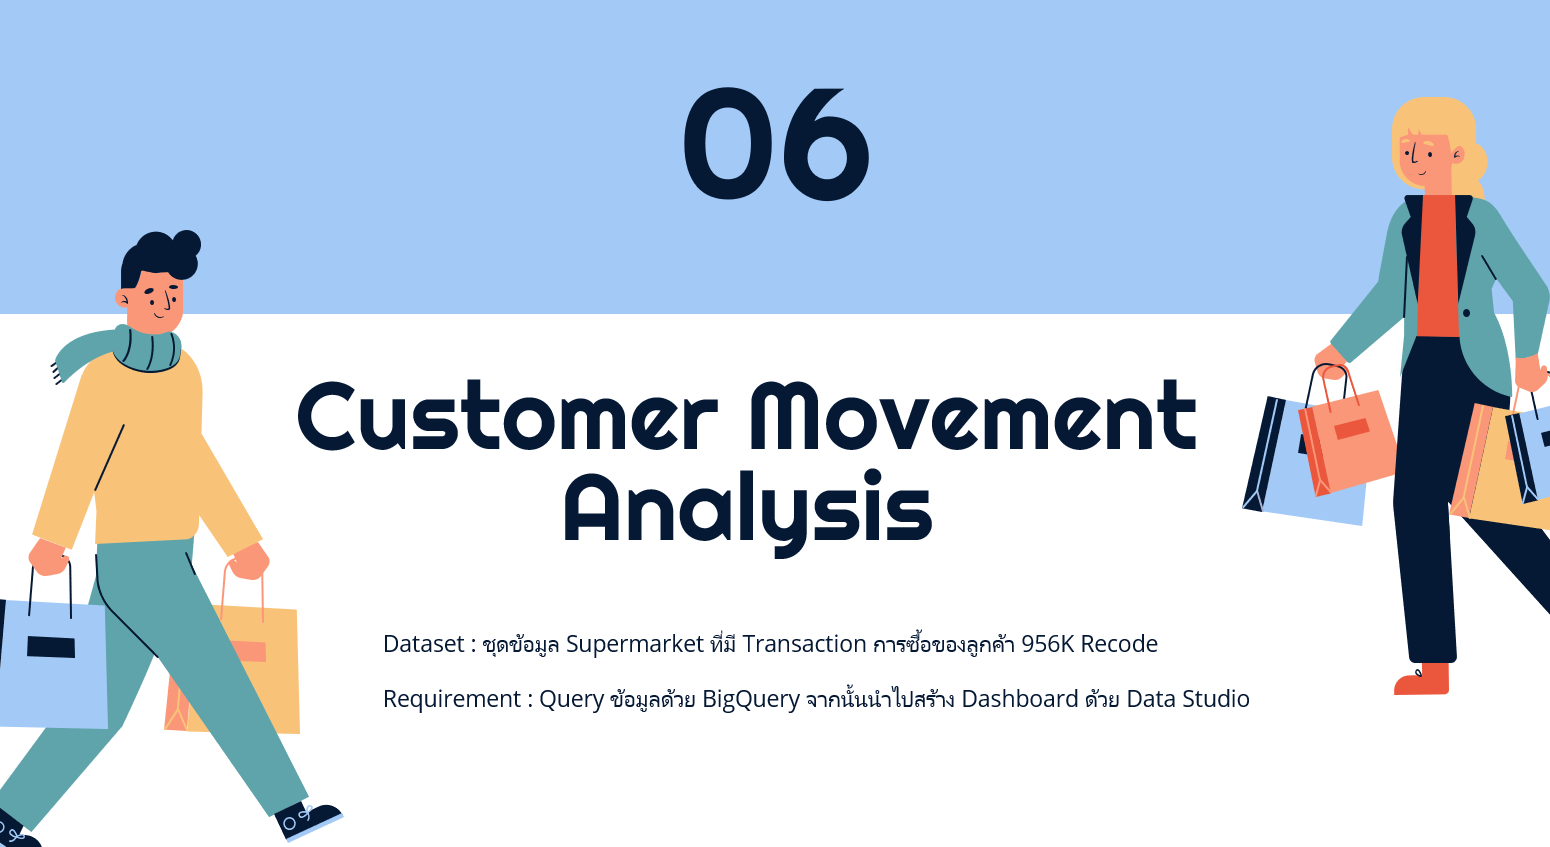 06
Customer Movement
Analysis
Dataset : ชุดข้อมูล Supermarket ที่มี Transaction การซื้อของลูกค้า 956K Recode
Requirement : Query ข้อมูลด้วย BigQuery จากนั้นนำไปสร้าง Dashboard ด้วย Data Studio